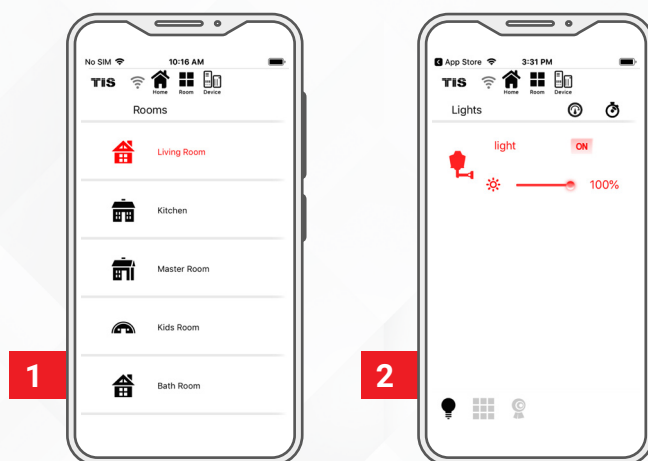 No SIM 10:16 AM
TIS Home Room Device
Rooms
Living Room
Kitchen
Master Room
Kids Room
Bath Room
1
App Store 3:31 PM
TIS Home Room Device
Lights
light ON
100%
2